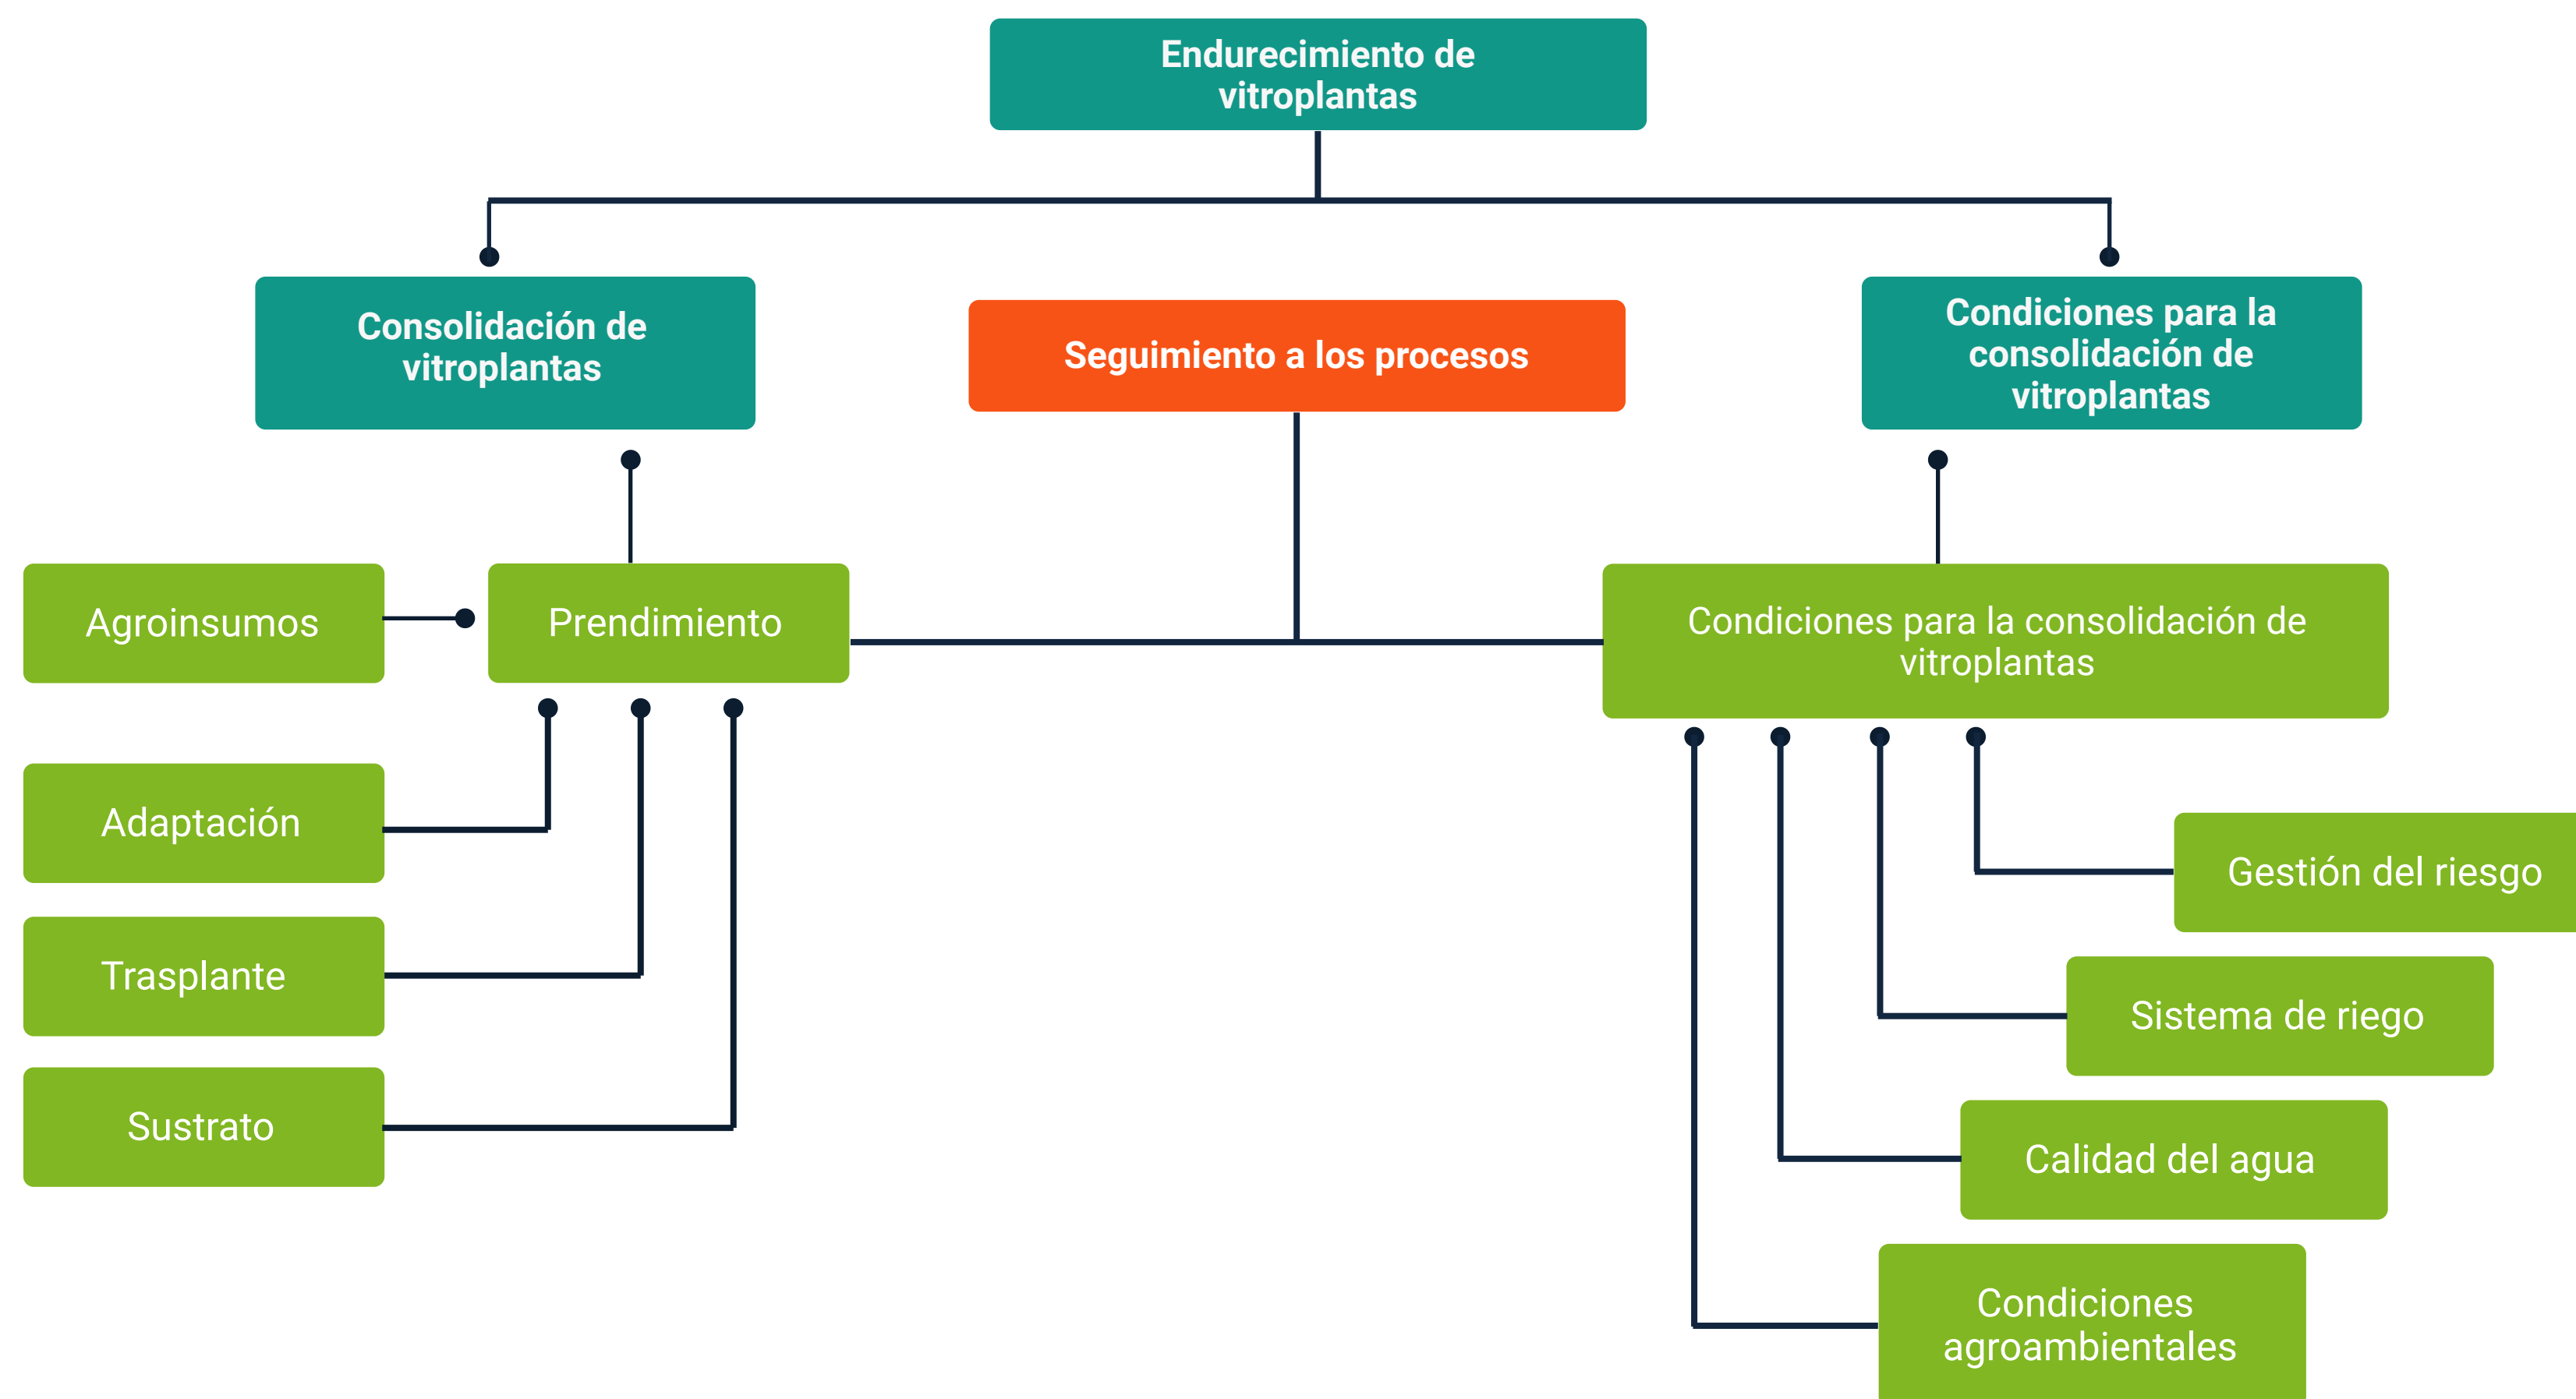 Endurecimiento de
vitroplantas
Consolidación de
vitroplantas
Seguimiento a los procesos
Condiciones para la
consolidación de
vitroplantas
Agroinsumos
Prendimiento
Condiciones para la consolidación de
vitroplantas
Adaptación
Trasplante
Sustrato
Gestión del riesgo
Sistema de riego
Calidad del agua
Condiciones
agroambientales